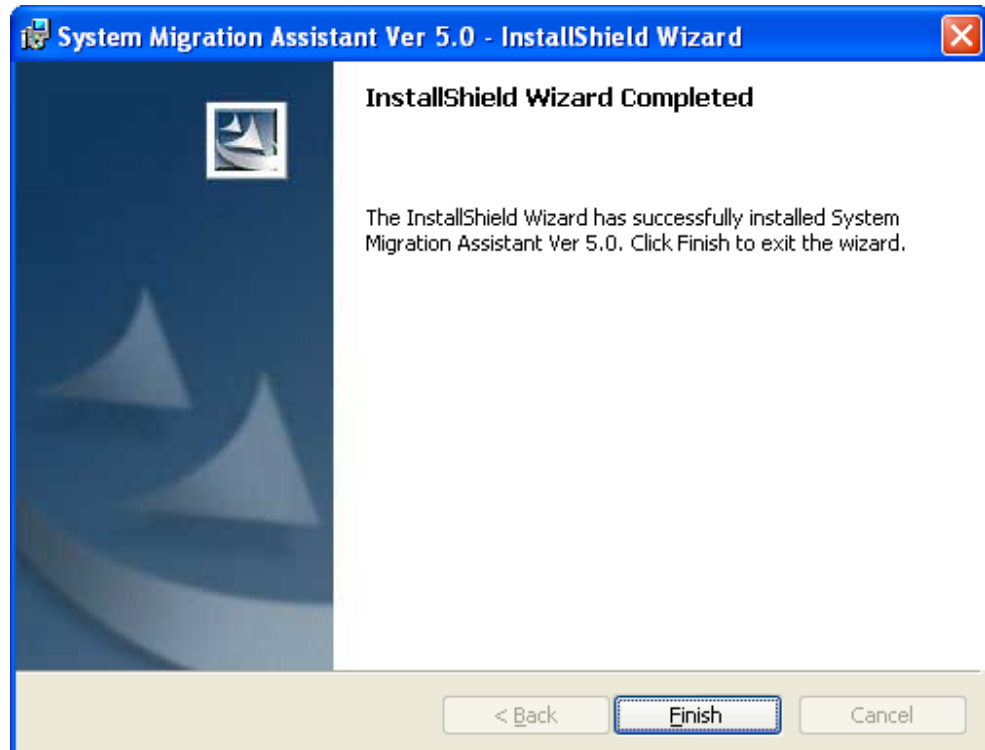 System Migration Assistant Ver 5.0 - InstallShield Wizard
InstallShield Wizard Completed
The InstallShield Wizard has successfully installed System
Migration Assistant Ver 5.0. Click Finish to exit the wizard.
< Back Finish Cancel